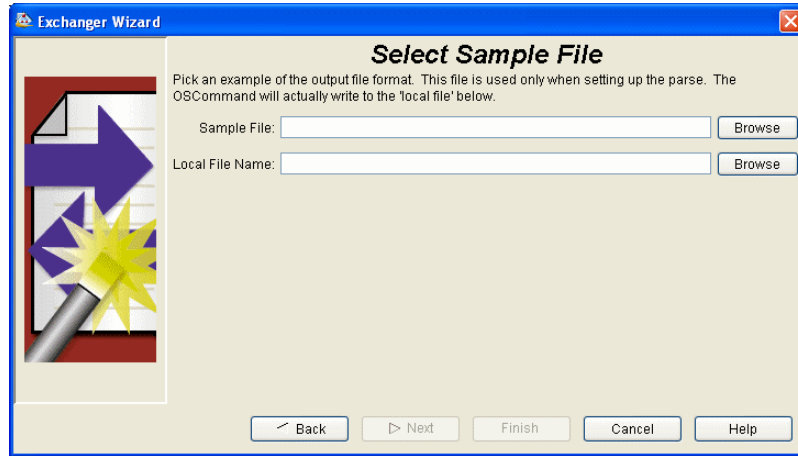 Exchanger Wizard
Select Sample File
Pick an example of the output file format. This file is used only when setting up the parse. The
OSCommand will actually write to the 'local file' below.
Sample File: Browse
Local File Name: Browse
Back Next Finish Cancel Help